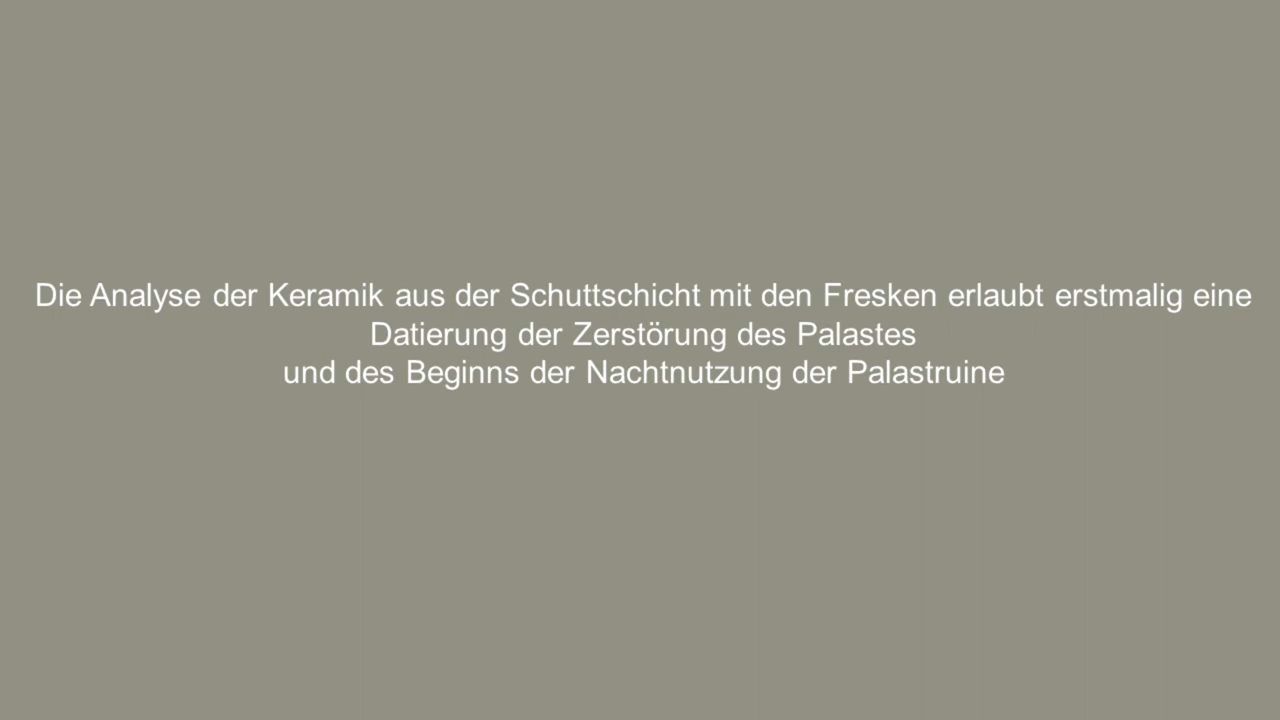 Die Analyse der Keramik aus der Schuttschicht mit den Fresken erlaubt erstmalig eine
Datierung der Zerstörung des Palastes
und des Beginns der Nachtnutzung der Palastruine